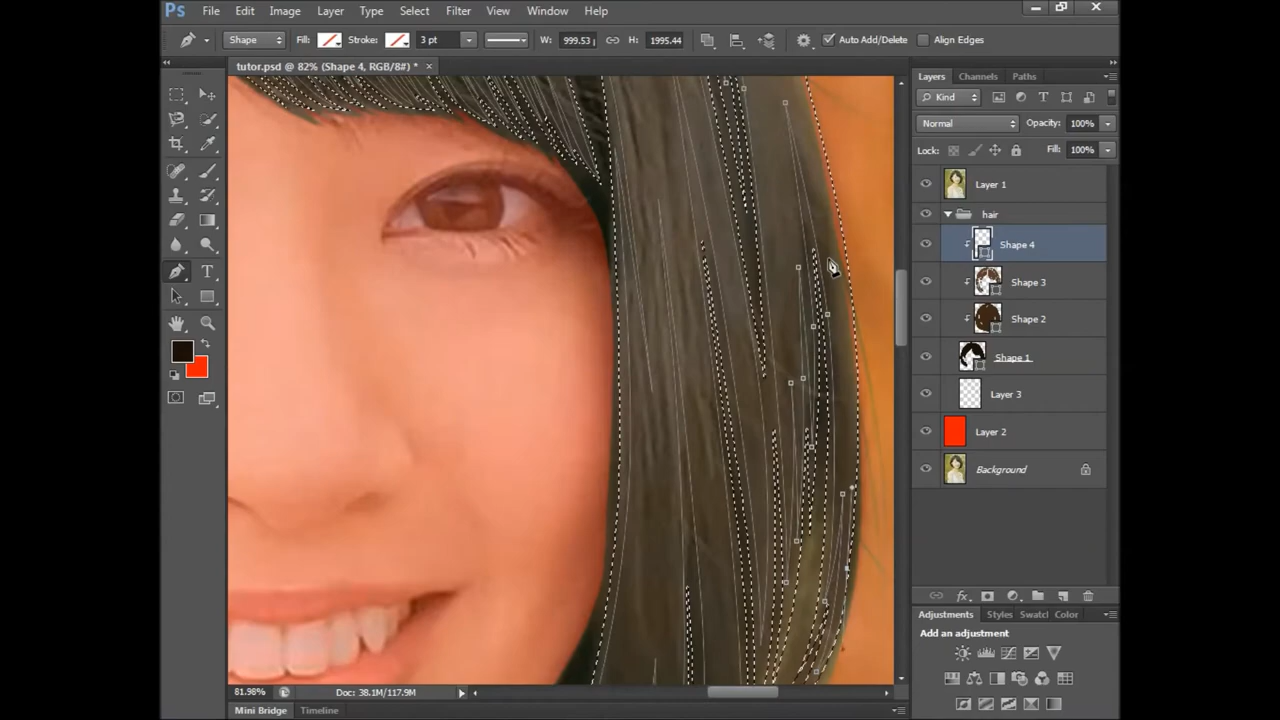 Ps File Edit Image Layer Type Select Filter View Window Help
Shape Fill: Stroke: 3 pt W: 999.53 H: 1995.44 Auto Add/Delete Align Edges
tutor.psd @ 82% (Shape 4, RGB/8#) * ×
Layers Channels Paths
Kind
Normal Opacity: 100%
Lock: Fill: 100%
Layer 1
hair
Shape 4
Shape 3
Shape 2
Shape 1
Layer 3
Layer 2
Background
Adjustments Styles Swatcl Color
Add an adjustment
81.98% Doc: 38.1M/117.9M
Mini Bridge Timeline